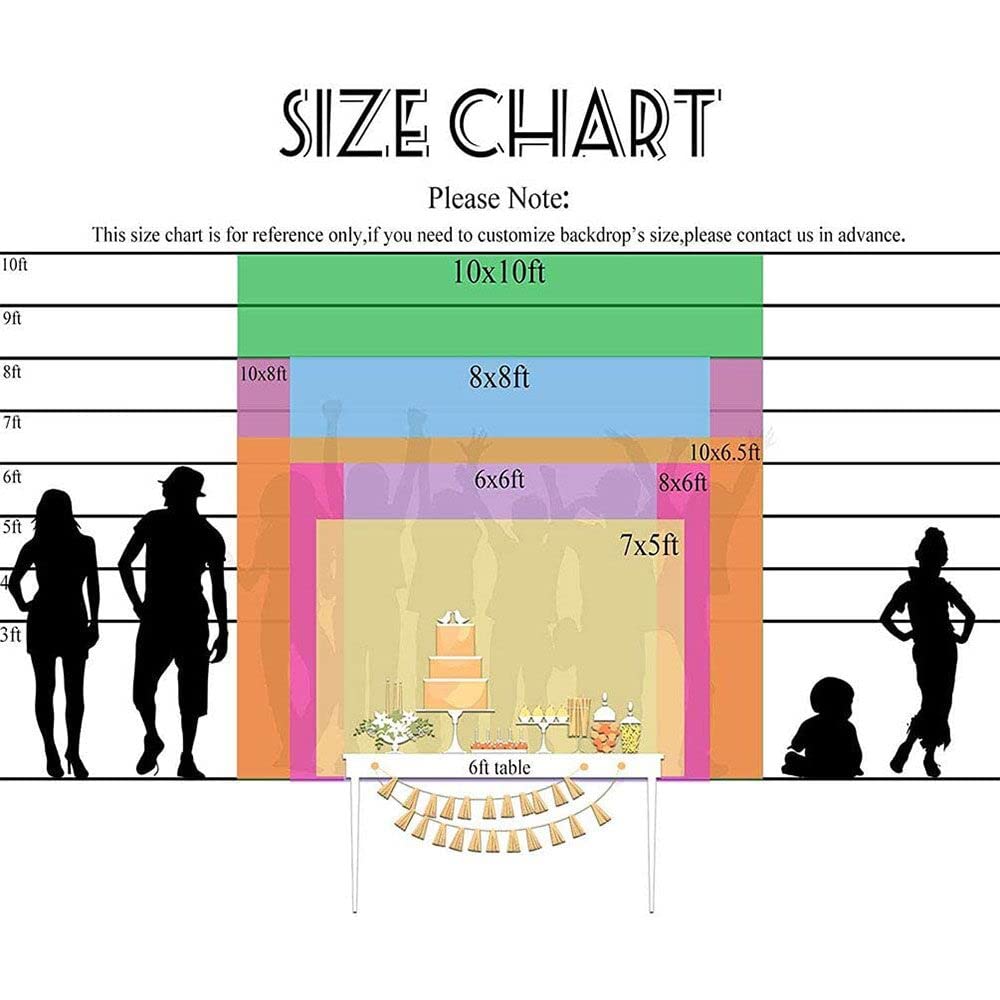 SIZE CHART
Please Note:
This size chart is for reference only,if you need to customize backdrop's size,please contact us in advance.
10ft
10x10ft
9ft
8ft
10x8ft
8x8ft
7ft
10x6.5ft
6ft
6x6ft
8x6ft
5ft
7x5ft
4
3ft
6ft table